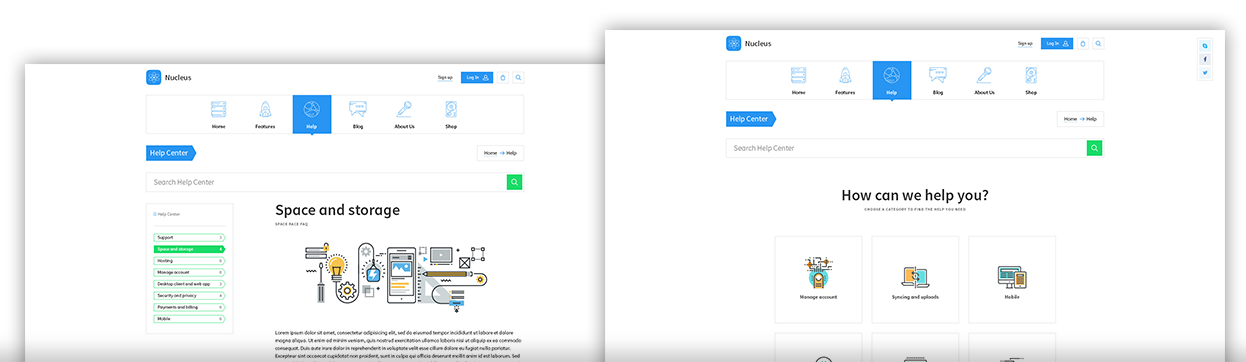 Nucleus
Sign up
Log In
Home
Features
Help
Blog
About Us
Shop
Help Center
Home
Help
Search Help Center
Help Center
Support
Space and storage
Hosting
Manage account
Desktop client and web app
Security and privacy
Payments and billing
Mobile
Space and storage
SPACE RACE FAQ
Lorem ipsum dolor sit amet, consectetur adipisicing elit, sed do eiusmod tempor incididunt ut labore et dolore
magna aliqua. Ut enim ad minim veniam, quis nostrud exercitation ullamco laboris nisi ut aliquip ex ea commodo
consequat. Duis aute irure dolor in reprehenderit in voluptate velit esse cillum dolore eu fugiat nulla pariatur.
Excepteur sint occaecat cupidatat non proident, sunt in culpa qui officia deserunt mollit anim id est laborum. Sed
Nucleus
Sign up
Log In
Home
Features
Help
Blog
About Us
Shop
Help Center
Home
Help
Search Help Center
How can we help you?
CHOOSE A CATEGORY TO FIND THE HELP YOU NEED
Manage account
Syncing and uploads
Mobile